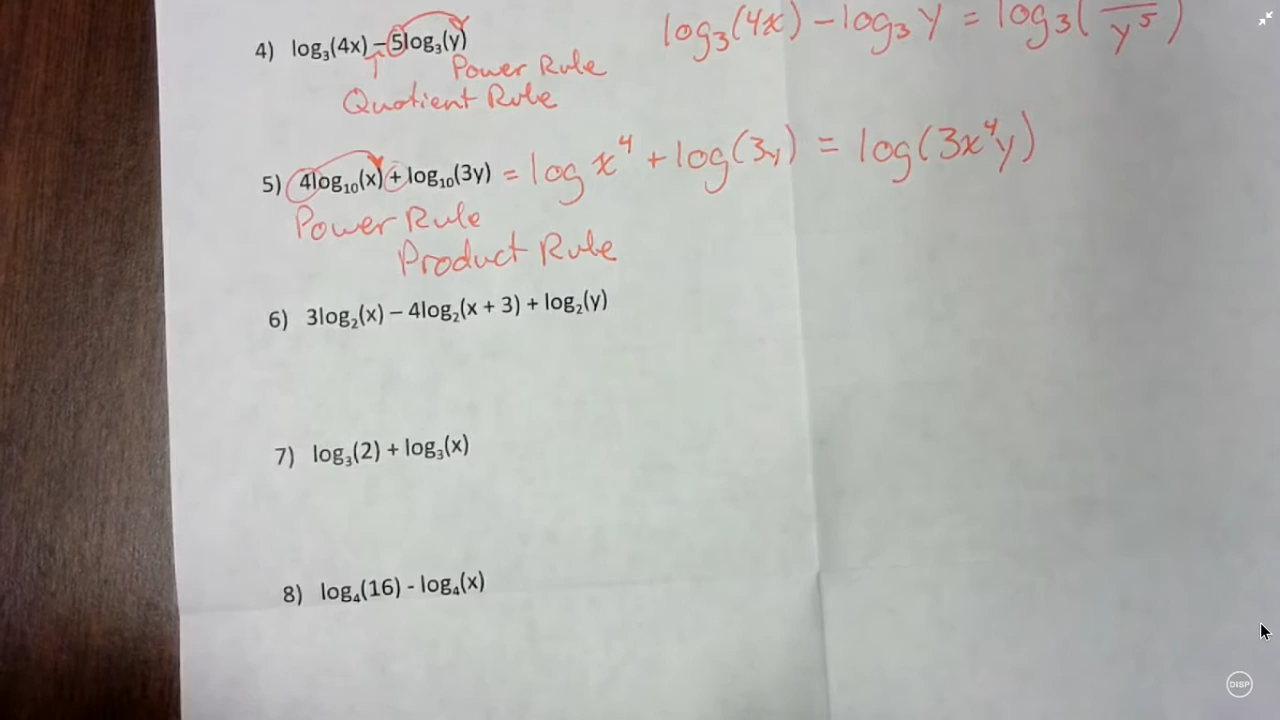 4) log₃(4x) – 5log₃(y)
log₃(4x) – log₃ y = log₃( / y⁵ )
Power Rule
Quotient Rule
5) 4log₁₀(x) + log₁₀(3y) = log x⁴ + log(3y) = log(3x⁴y)
Power Rule
Product Rule
6) 3log₂(x) – 4log₂(x + 3) + log₂(y)
7) log₃(2) + log₃(x)
8) log₄(16) - log₄(x)
DISP